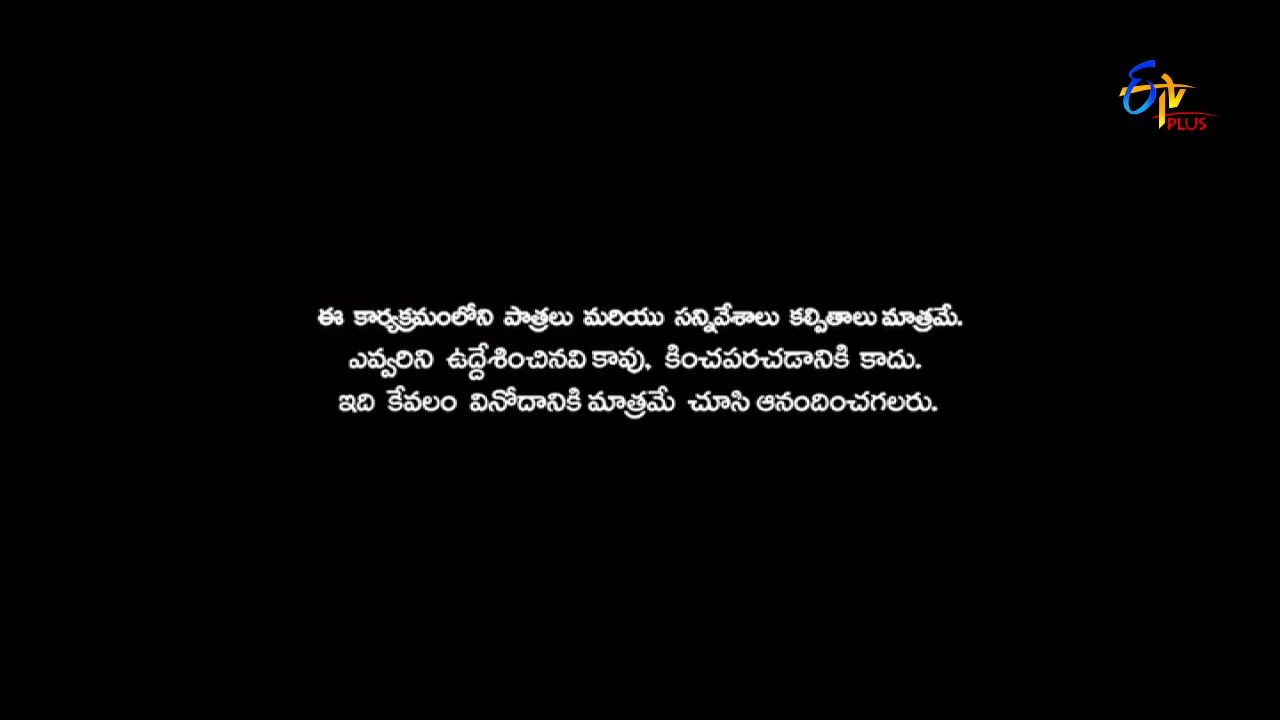 ETV
PLUS
ఈ కార్యక్రమంలోని పాత్రలు మరియు సన్నివేశాలు కల్పితాలు మాత్రమే.
ఎవ్వరిని ఉద్దేశించినవి కావు. కించపరచడానికి కాదు.
ఇది కేవలం వినోదానికి మాత్రమే చూసి ఆనందించగలరు.